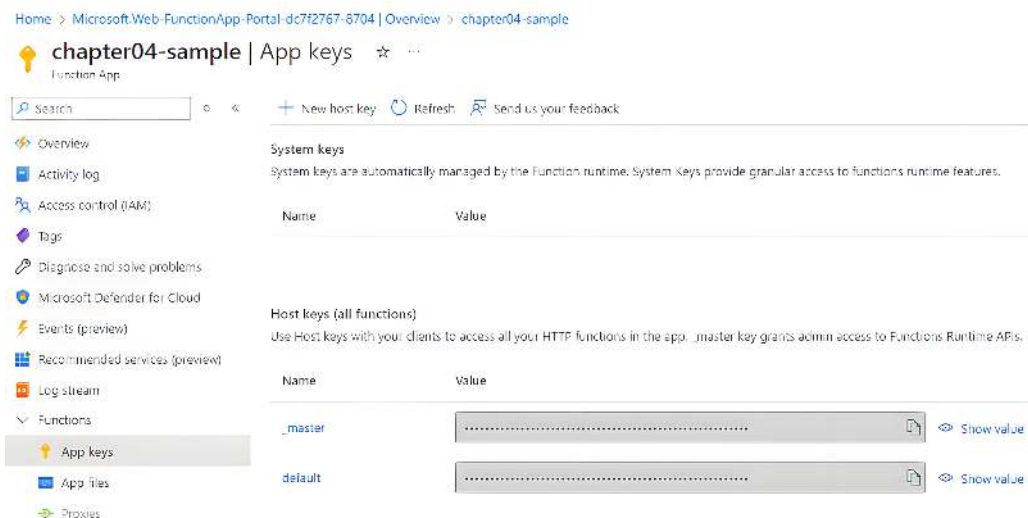 Home > Microsoft.Web-FunctionApp-Portal-dc7f2767-8704 | Overview > chapter04-sample
chapter04-sample | App keys
Function App
Search
New host key Refresh Send us your feedback
Overview
Activity log
Access control (IAM)
Tags
Diagnose and solve problems
Microsoft Defender for Cloud
Events (preview)
Recommended services (preview)
Log stream
Functions
App keys
App files
Proxies
System keys
System keys are automatically managed by the Function runtime. System Keys provide granular access to functions runtime features.
Name Value
Host keys (all functions)
Use Host keys with your clients to access all your HTTP functions in the app. _master key grants admin access to Functions Runtime APIs.
Name Value
_master Show value
default Show value